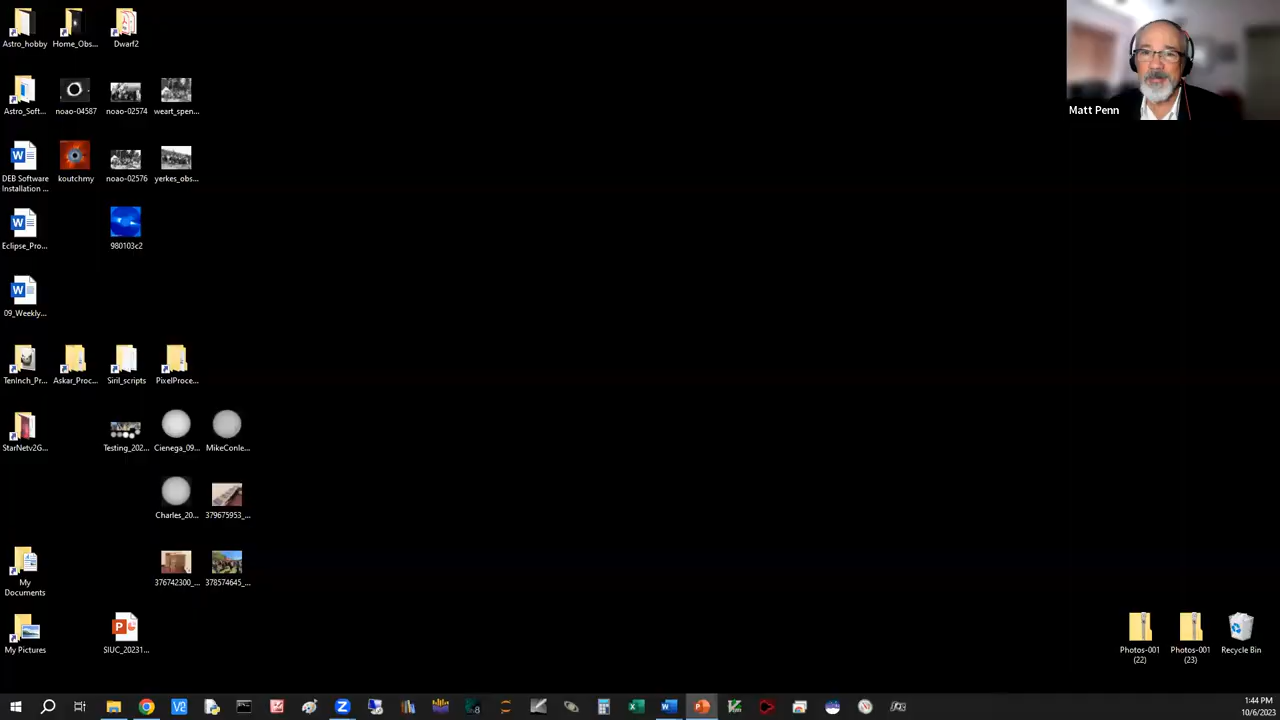 Astro_hobby
Home_Obs...
Dwarf2
Matt Penn
Astro_Soft...
noao-04587
noao-02574
weart_spen...
DEB Software
Installation ...
koutchmy
noao-02576
yerkes_obs...
Eclipse_Pro...
980103c2
09_Weekly...
TenInch_Pr...
Askar_Proc...
Siril_scripts
PixelProce...
StarNetv2G...
Testing_202...
Cienega_09...
MikeConle...
Charles_20...
379675953_...
My
Documents
376742300_...
378574645_...
My Pictures
SIUC_20231...
Photos-001
(22)
Photos-001
(23)
Recycle Bin
1:44 PM
10/6/2023